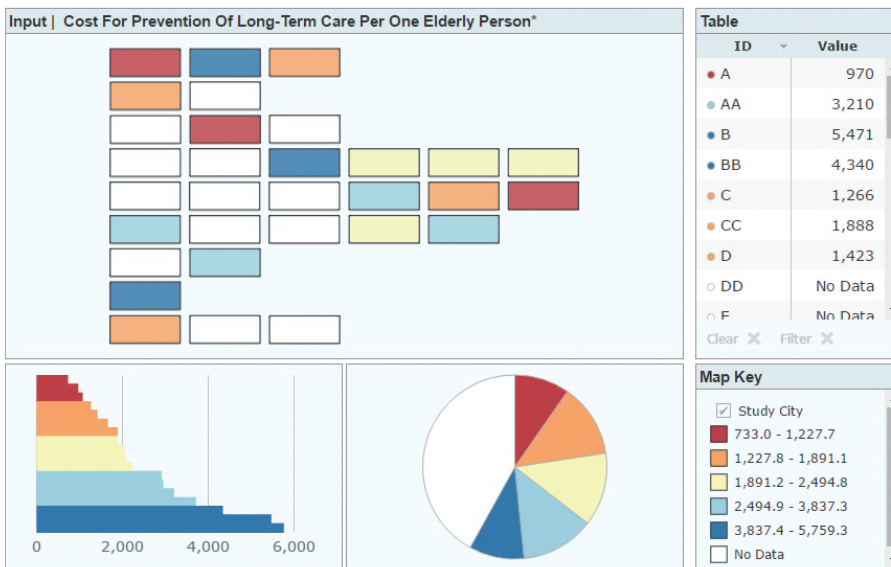 Input | Cost For Prevention Of Long-Term Care Per One Elderly Person*
Table
ID Value
A 970
AA 3,210
B 5,471
BB 4,340
C 1,266
CC 1,888
D 1,423
DD No Data
E No Data
Clear Filter
0 2,000 4,000 6,000
Map Key
Study City
733.0 - 1,227.7
1,227.8 - 1,891.1
1,891.2 - 2,494.8
2,494.9 - 3,837.3
3,837.4 - 5,759.3
No Data